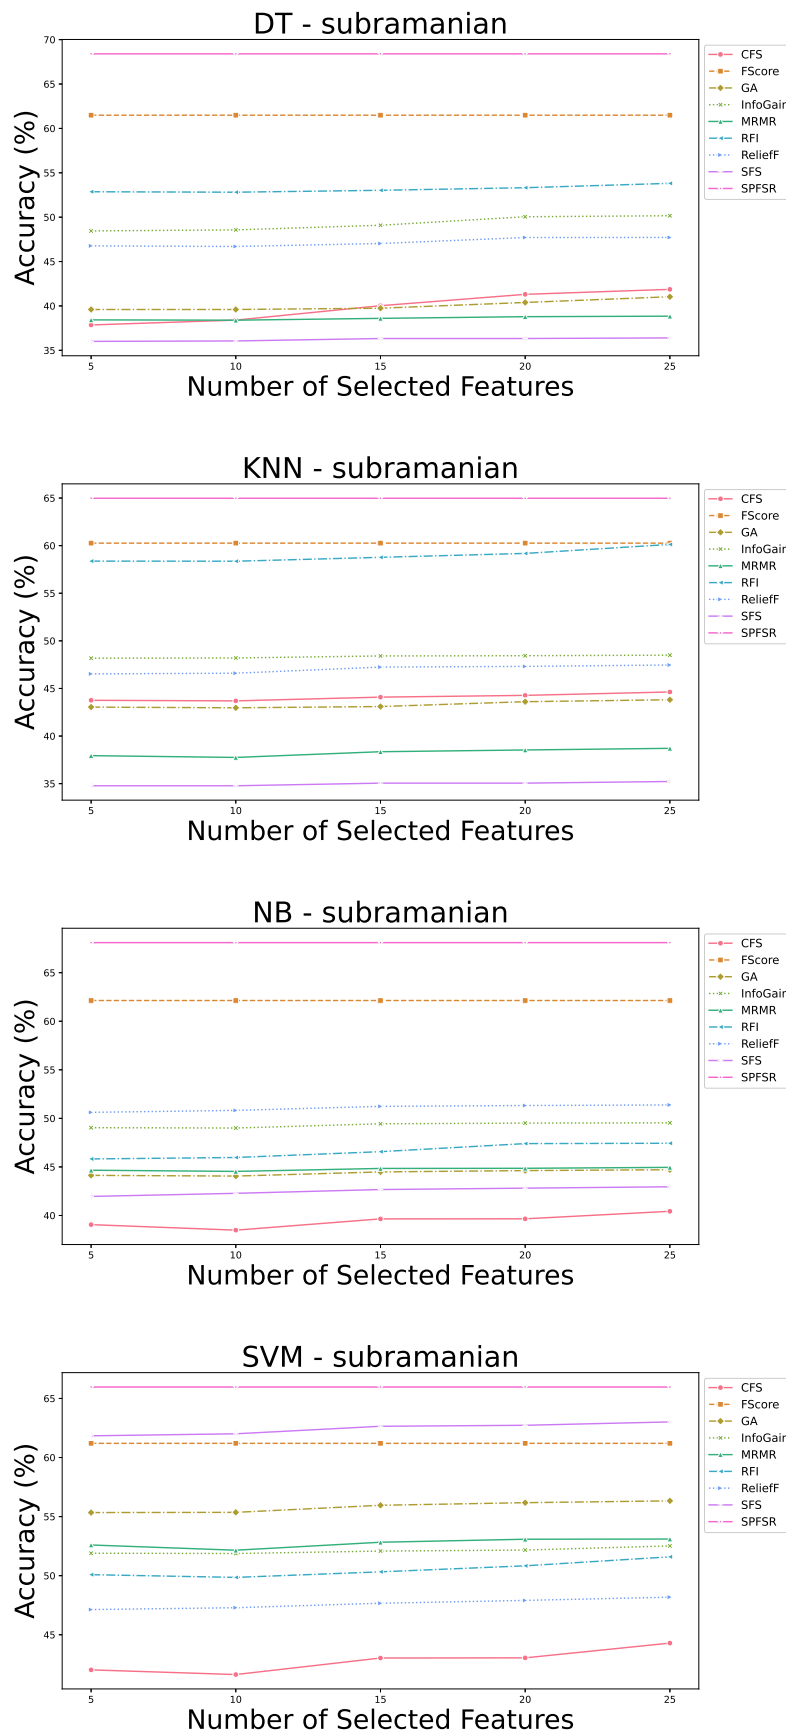 DT - subramanian
70
65
60
55
50
45
40
35
Accuracy (%)
5 10 15 20 25
Number of Selected Features
CFS
FScore
GA
InfoGain
MRMR
RFI
ReliefF
SFS
SPFSR
KNN - subramanian
65
60
55
50
45
40
35
Accuracy (%)
5 10 15 20 25
Number of Selected Features
CFS
FScore
GA
InfoGain
MRMR
RFI
ReliefF
SFS
SPFSR
NB - subramanian
65
60
55
50
45
40
Accuracy (%)
5 10 15 20 25
Number of Selected Features
CFS
FScore
GA
InfoGain
MRMR
RFI
ReliefF
SFS
SPFSR
SVM - subramanian
65
60
55
50
45
Accuracy (%)
5 10 15 20 25
Number of Selected Features
CFS
FScore
GA
InfoGain
MRMR
RFI
ReliefF
SFS
SPFSR